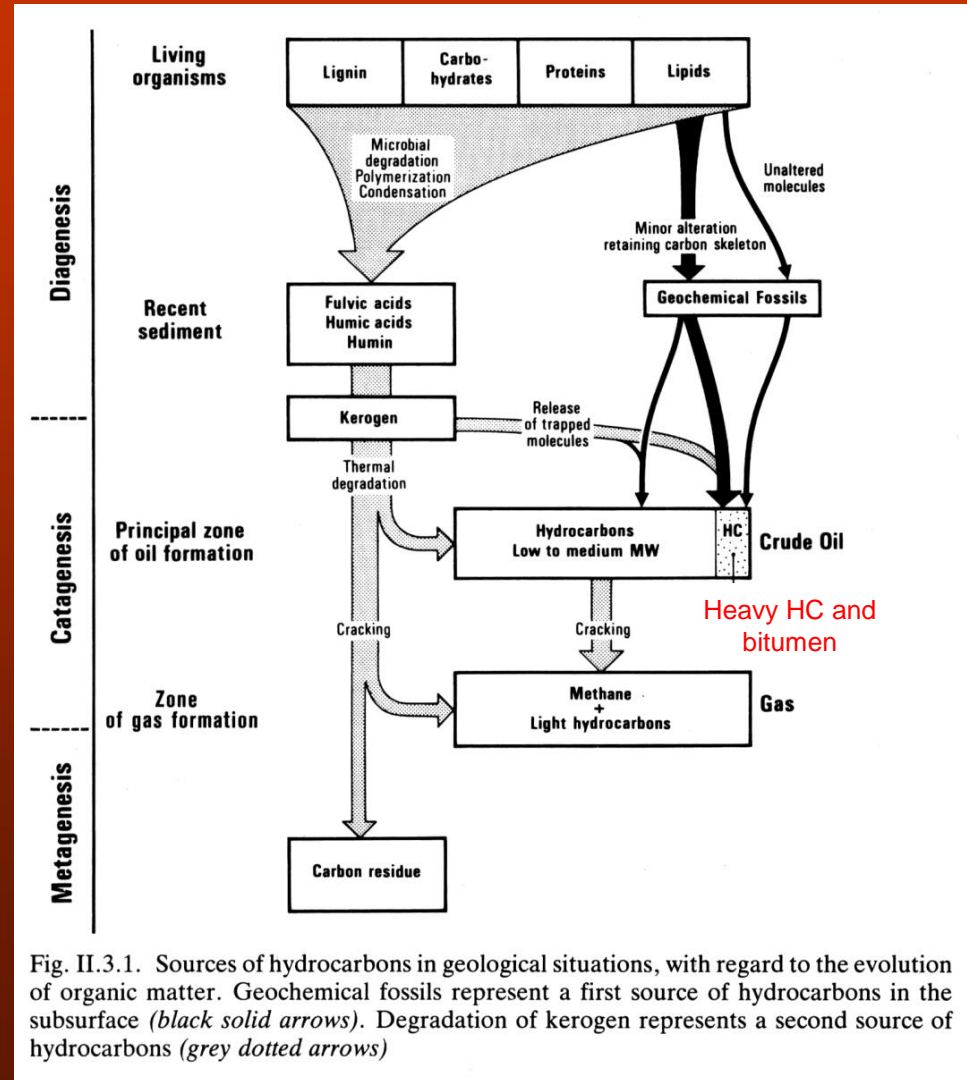 Living
organisms
Lignin
Carbo-
hydrates
Proteins
Lipids
Microbial
degradation
Polymerization
Condensation
Unaltered
molecules
Minor alteration
retaining carbon skeleton
Diagenesis
Recent
sediment
Fulvic acids
Humic acids
Humin
Geochemical Fossils
Kerogen
Release
of trapped
molecules
Thermal
degradation
Catagenesis
Principal zone
of oil formation
Hydrocarbons
Low to medium MW
HC
Crude Oil
Heavy HC and
bitumen
Cracking
Cracking
Zone
of gas formation
Methane
+
Light hydrocarbons
Gas
Metagenesis
Carbon residue
Fig. II.3.1. Sources of hydrocarbons in geological situations, with regard to the evolution
of organic matter. Geochemical fossils represent a first source of hydrocarbons in the
subsurface (black solid arrows). Degradation of kerogen represents a second source of
hydrocarbons (grey dotted arrows)